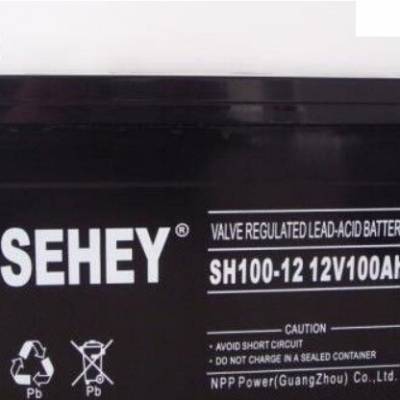 SEHEY®
VALVE REGULATED LEAD-ACID BATTER
SH100-12 12V100AH
CAUTION
• AVOID SHORT CIRCUIT
• DO NOT CHARGE IN A SEALED CONTAINER
NPP Power(GuangZhou) Co.,Ltd.
Pb
Pb